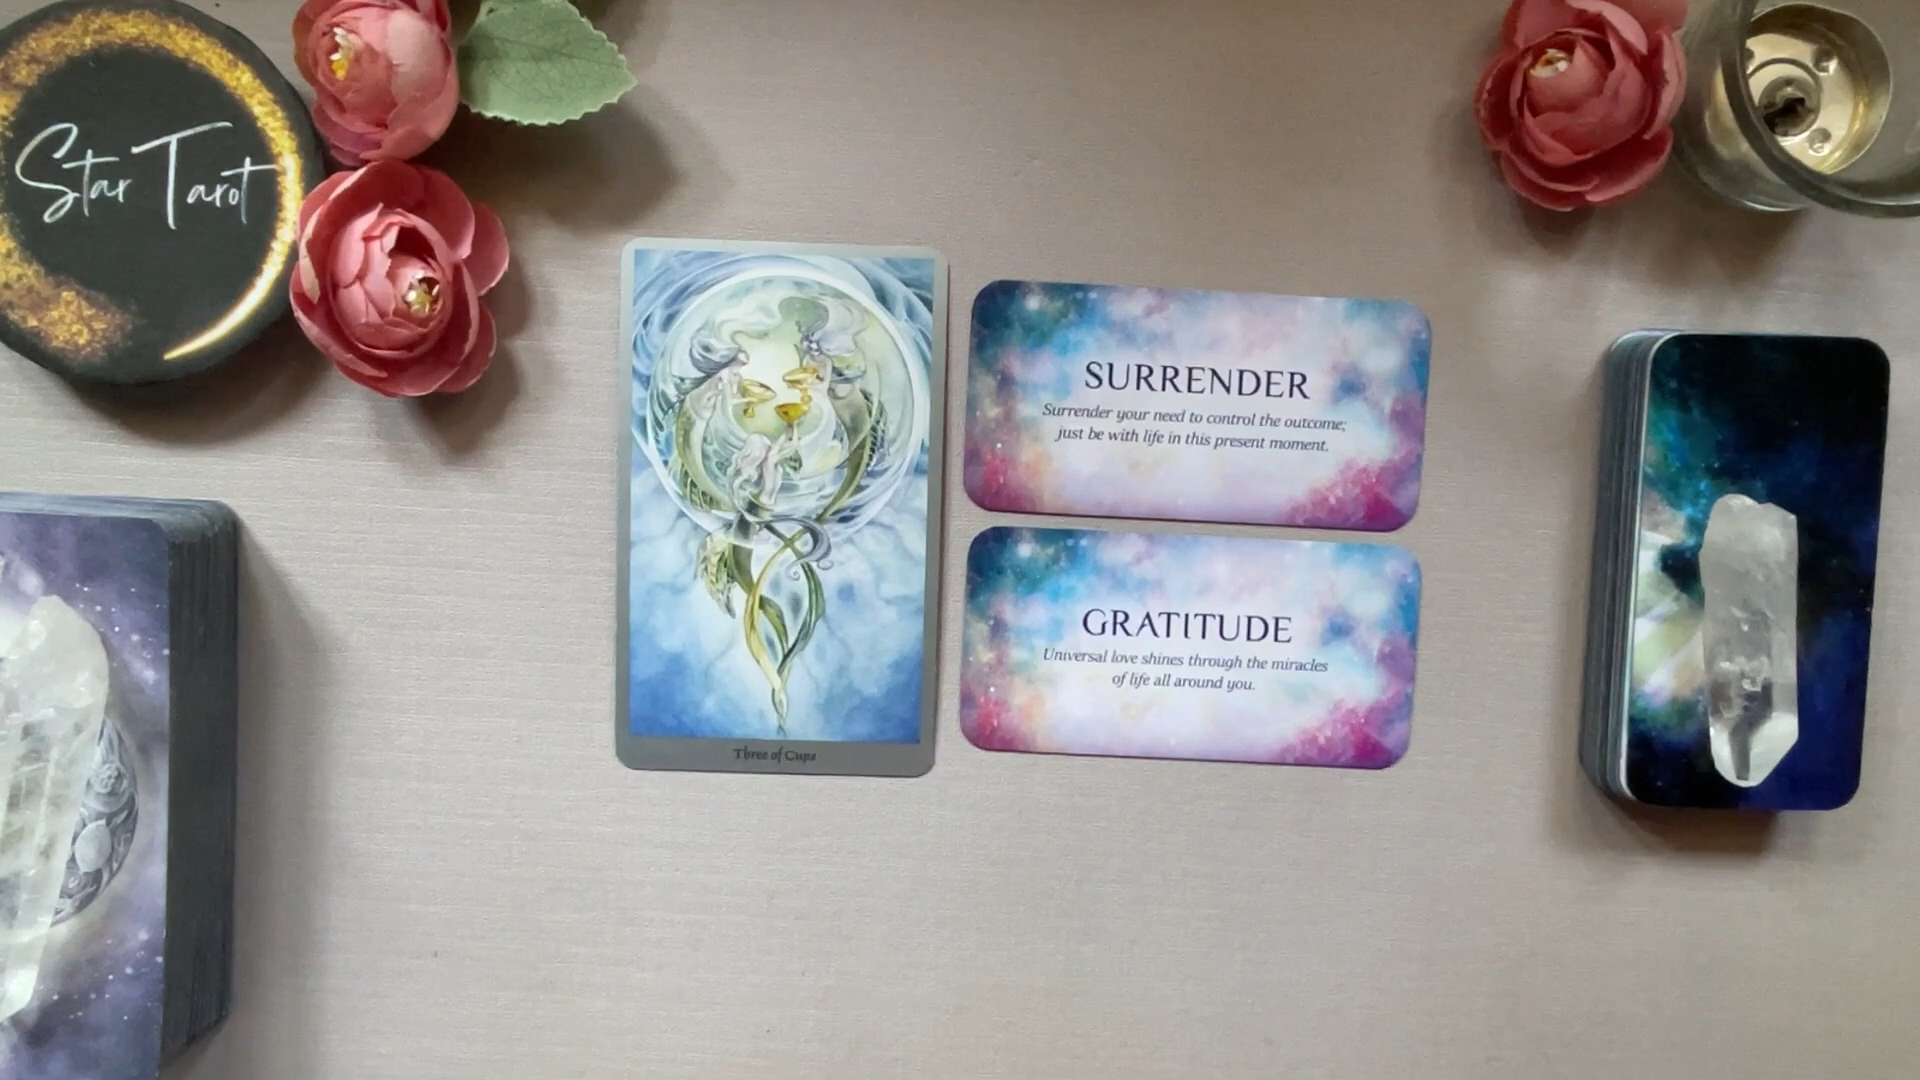 Star Tarot
SURRENDER
Surrender your need to control the outcome;
just be with life in this present moment.
GRATITUDE
Universal love shines through the miracles
of life all around you.
Three of Cups